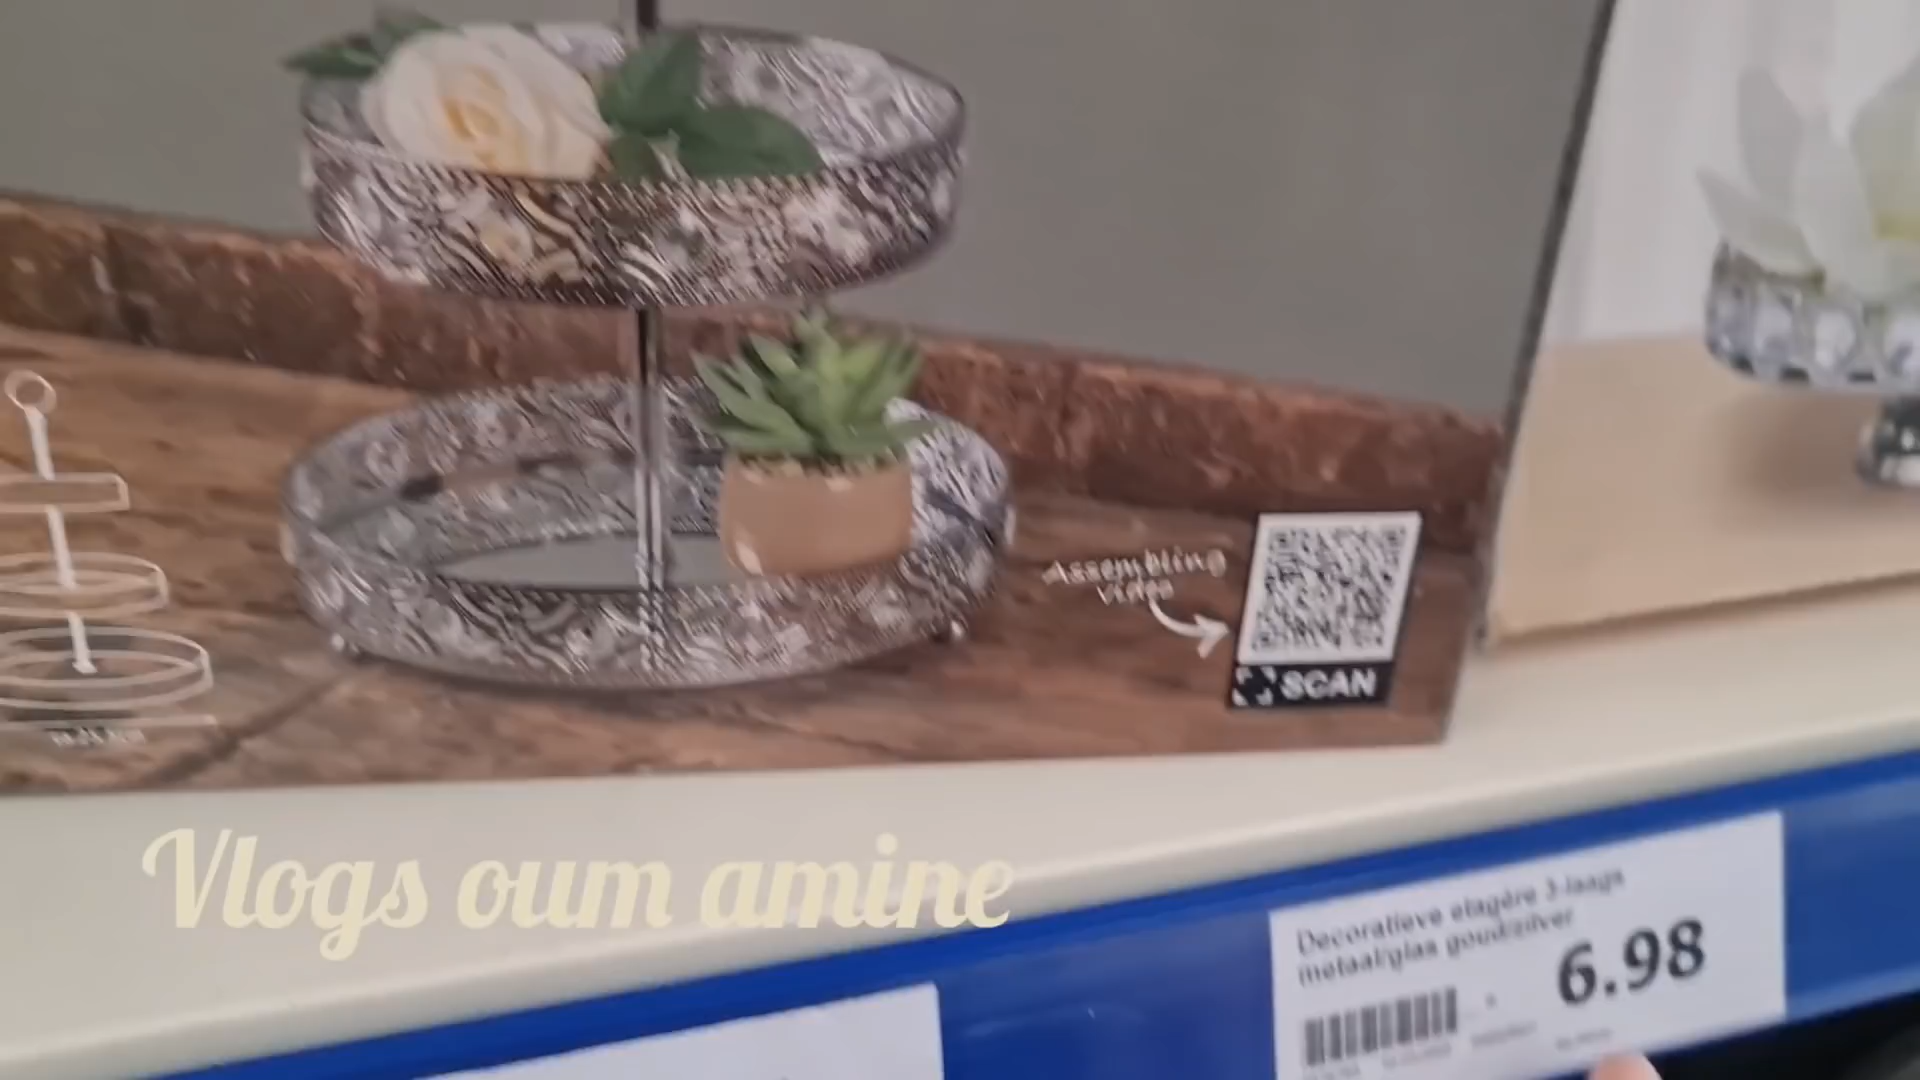 Assembling
video
SCAN
Vlogs oum amine
Decoratieve etagère 3-laags
metaal/glas goud/zilver
6.98